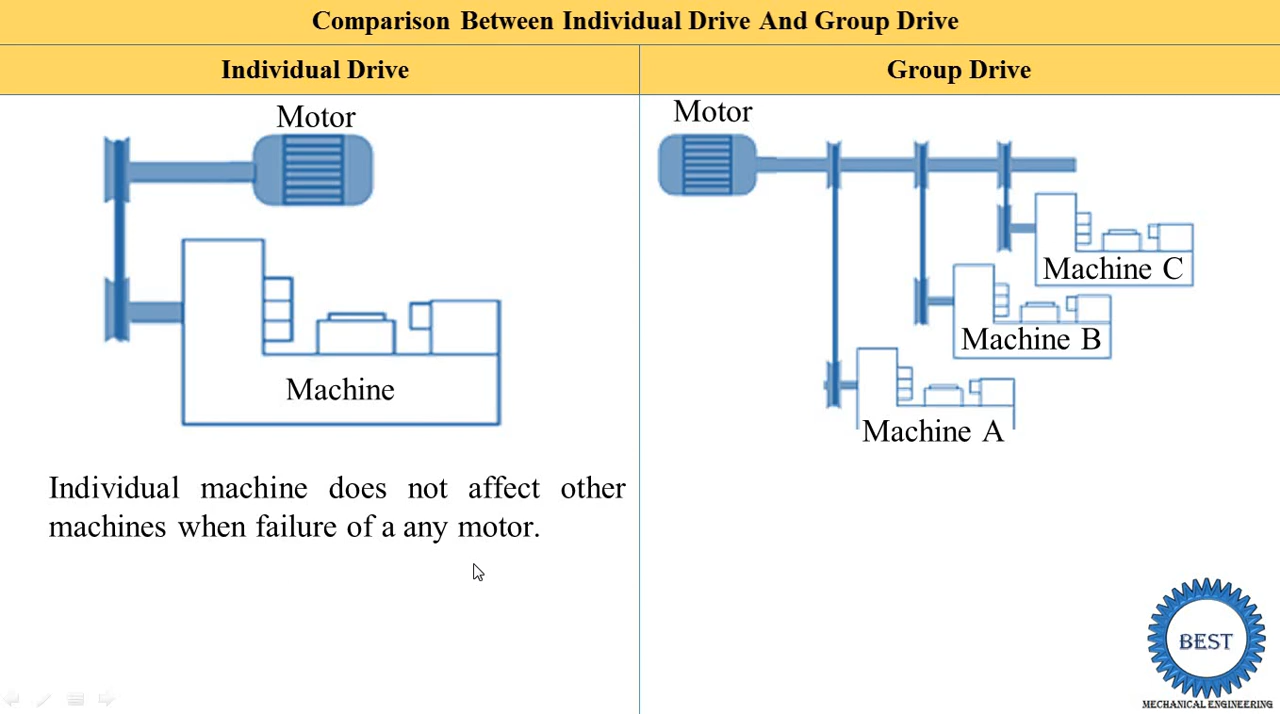 Comparison Between Individual Drive And Group Drive
Individual Drive
Group Drive
Motor
Machine
Individual machine does not affect other
machines when failure of a any motor.
Motor
Machine C
Machine B
Machine A
BEST
MECHANICAL ENGINEERING